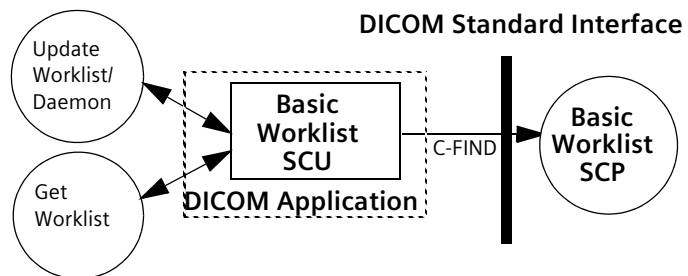 DICOM Standard Interface
Update
Worklist/
Daemon
Basic
Worklist
SCU
C-FIND
Basic
Worklist
SCP
Get
Worklist
DICOM Application